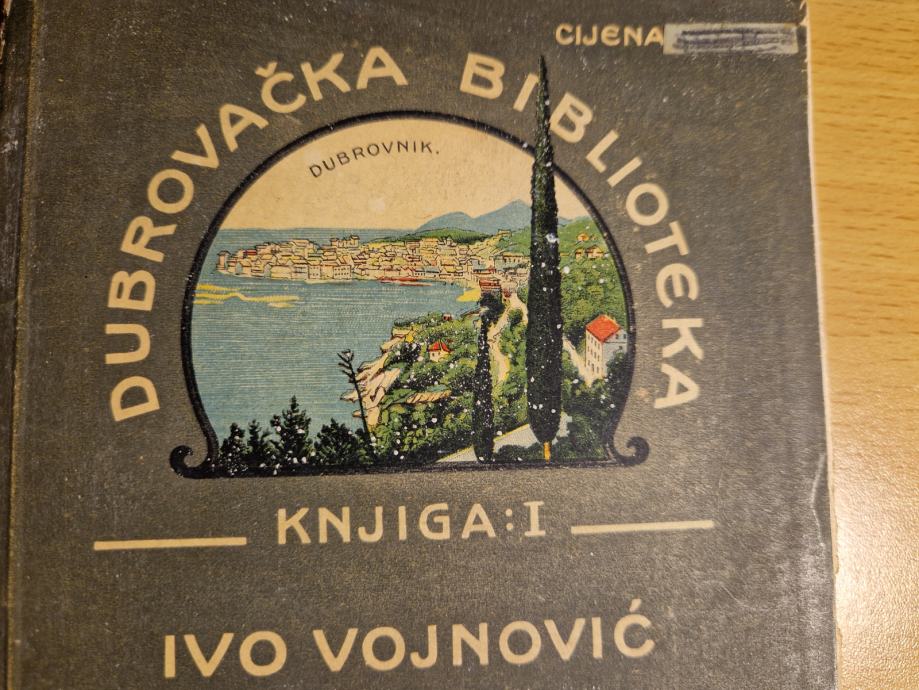 CIJENA
DUBROVAČKA BIBLIOTEKA
DUBROVNIK.
KNJIGA: I
IVO VOJNOVIĆ